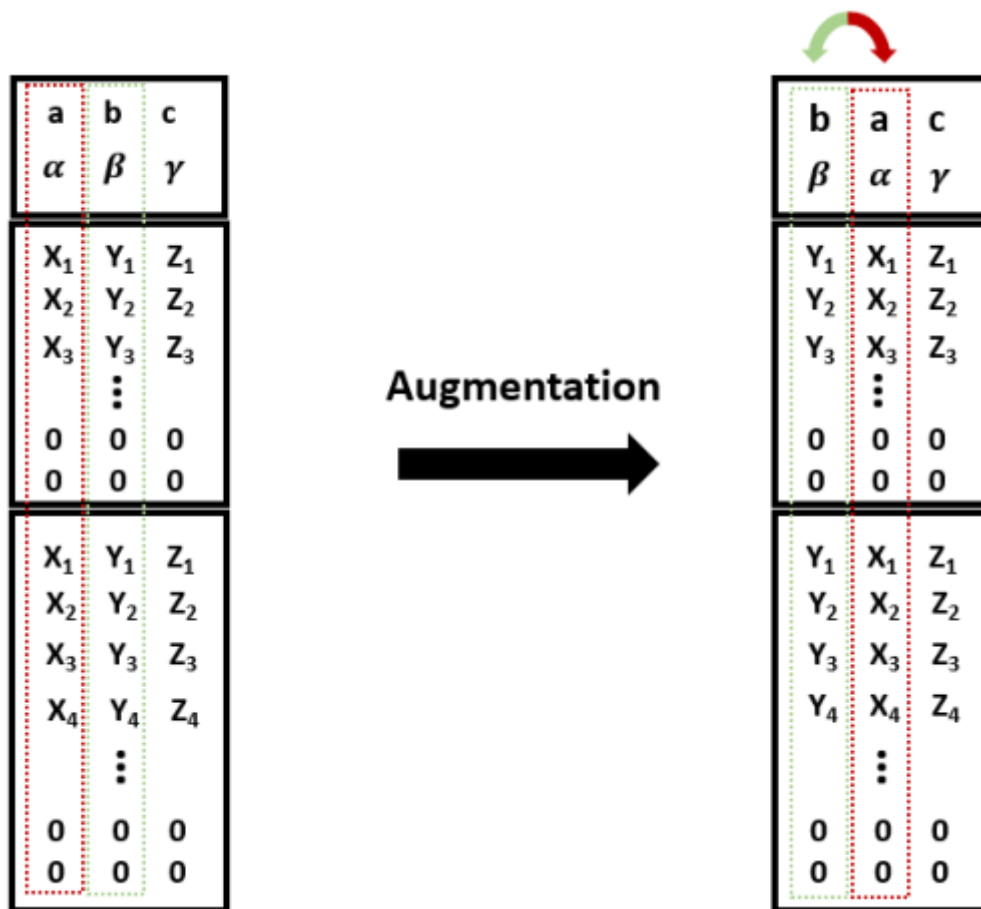 a b c
α β γ
X₁ Y₁ Z₁
X₂ Y₂ Z₂
X₃ Y₃ Z₃
⋮
0 0 0
0 0 0
X₁ Y₁ Z₁
X₂ Y₂ Z₂
X₃ Y₃ Z₃
X₄ Y₄ Z₄
⋮
0 0 0
0 0 0
Augmentation
b a c
β α γ
Y₁ X₁ Z₁
Y₂ X₂ Z₂
Y₃ X₃ Z₃
⋮
0 0 0
0 0 0
Y₁ X₁ Z₁
Y₂ X₂ Z₂
Y₃ X₃ Z₃
Y₄ X₄ Z₄
⋮
0 0 0
0 0 0